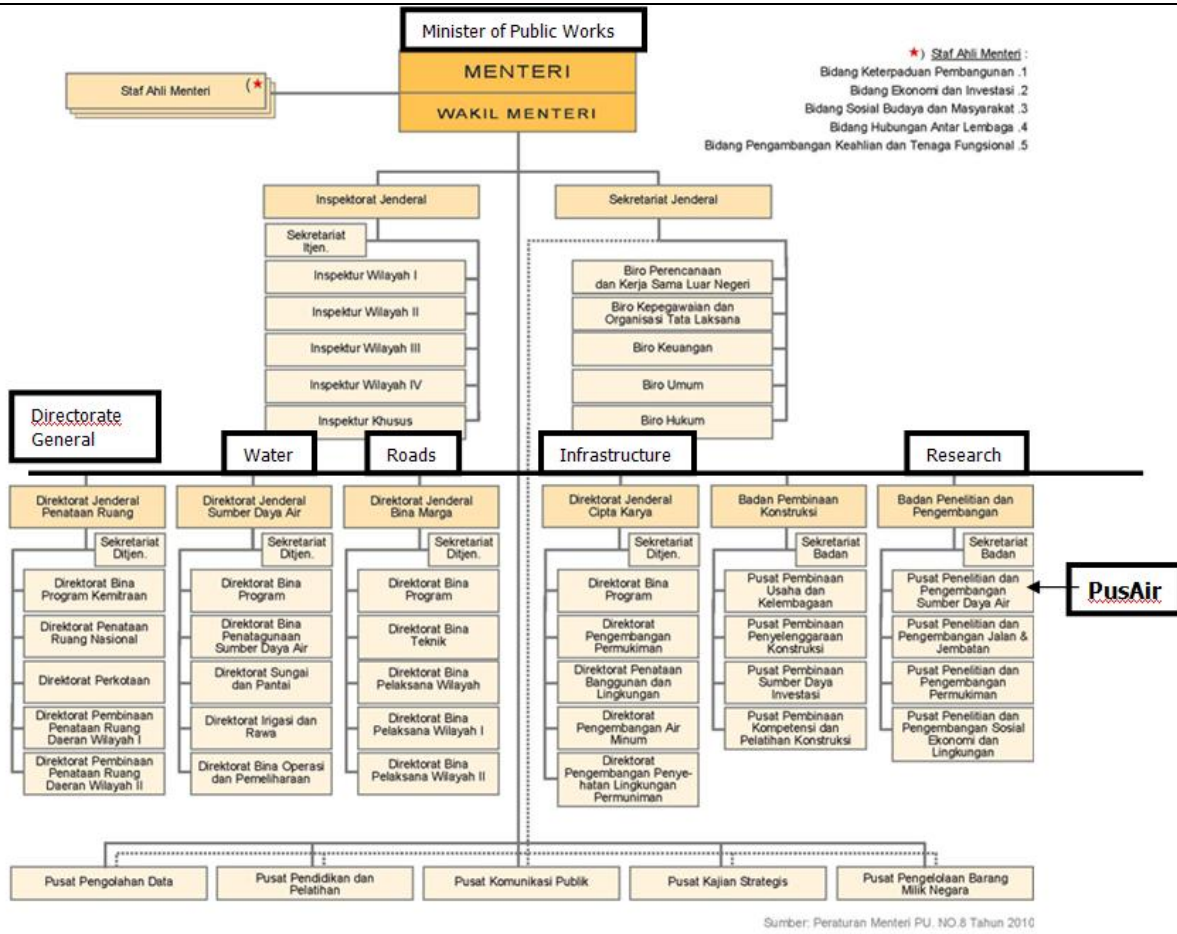 Minister of Public Works
MENTERI
WAKIL MENTERI
Staf Ahli Menteri
(★
★) Staf Ahli Menteri :
Bidang Keterpaduan Pembangunan .1
Bidang Ekonomi dan Investasi .2
Bidang Sosial Budaya dan Masyarakat .3
Bidang Hubungan Antar Lembaga .4
Bidang Pengambangan Keahlian dan Tenaga Fungsional .5
Inspektorat Jenderal
Sekretariat
Itjen.
Inspektur Wilayah I
Inspektur Wilayah II
Inspektur Wilayah III
Inspektur Wilayah IV
Inspektur Khusus
Sekretariat Jenderal
Biro Perencanaan
dan Kerja Sama Luar Negeri
Biro Kepegawaian dan
Organisasi Tata Laksana
Biro Keuangan
Biro Umum
Biro Hukum
Directorate
General
Water
Roads
Infrastructure
Research
Direktorat Jenderal
Penataan Ruang
Sekretariat
Ditjen.
Direktorat Bina
Program Kemitraan
Direktorat Penataan
Ruang Nasional
Direktorat Perkotaan
Direktorat Pembinaan
Penataan Ruang
Daeran Wilayah I
Direktorat Pembinaan
Penataan Ruang
Daeran Wilayah II
Direktorat Jenderal
Sumber Daya Air
Sekretariat
Ditjen.
Direktorat Bina
Program
Direktorat Bina
Penatagunaan
Sumber Daya Air
Direktorat Sungai
dan Pantai
Direktorat Irigasi dan
Rawa
Direktorat Bina Operasi
dan Pemeliharaan
Direktorat Jenderal
Bina Marga
Sekretariat
Ditjen.
Direktorat Bina
Program
Direktorat Bina
Teknik
Direktorat Bina
Pelaksana Wilayah
Direktorat Bina
Pelaksana Wilayah I
Direktorat Bina
Pelaksana Wilayah II
Direktorat Jenderal
Cipta Karya
Sekretariat
Ditjen.
Direktorat Bina
Program
Direktorat
Pengembangan
Permukiman
Direktorat Penataan
Banggunan dan
Lingkungan
Direktorat
Pengembangan Air
Minum
Direktorat
Pengembangan Penye-
hatan Lingkungan
Permuniman
Badan Pembinaan
Konstruksi
Sekretariat
Badan
Pusat Pembinaan
Usaha dan
Kelembagaan
Pusat Pembinaan
Penyelenggaraan
Konstruksi
Pusat Pembinaan
Sumber Daya
Investasi
Pusat Pembinaan
Kompetensi dan
Pelatihan Konstruksi
Badan Penelitian dan
Pengembangan
Sekretariat
Badan
Pusat Penelitian dan
Pengembangan
Sumber Daya Air
Pusat Penelitian dan
Pengembangan Jalan &
Jembatan
Pusat Penelitian dan
Pengembangan
Permukiman
Pusat Penelitian dan
Pengembangan Sosial
Ekonomi dan
Lingkungan
PusAir
Pusat Pengolahan Data
Pusat Pendidikan dan
Pelatihan
Pusat Komunikasi Publik
Pusat Kajian Strategis
Pusat Pengelolaan Barang
Milik Negara
Sumber: Peraturan Menteri PU. NO.8 Tahun 2010